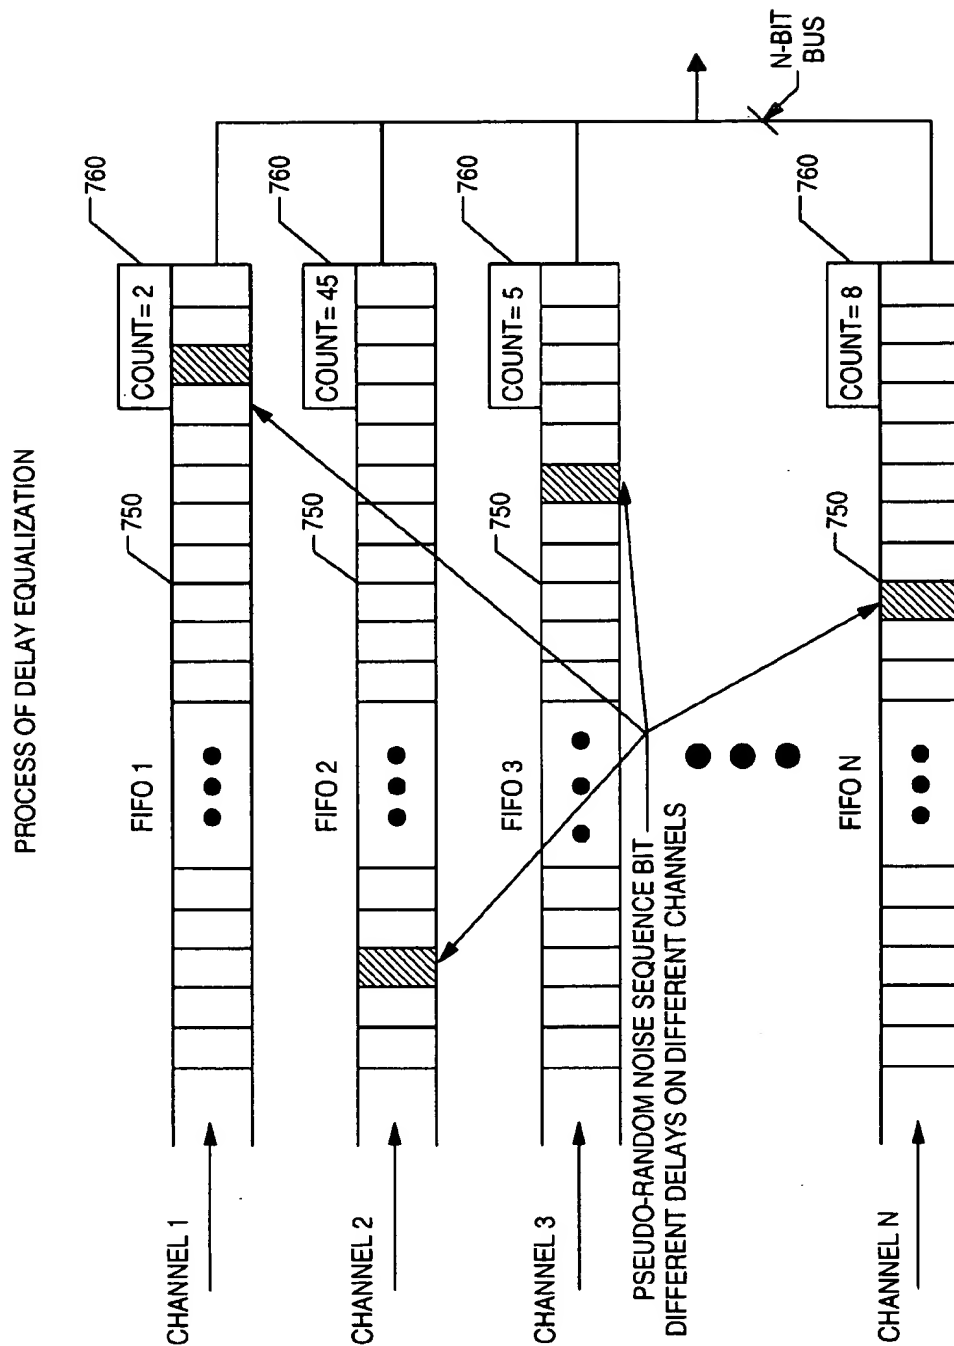 PROCESS OF DELAY EQUALIZATION
CHANNEL 1
FIFO 1
750
COUNT= 2
760
CHANNEL 2
FIFO 2
750
COUNT= 45
760
CHANNEL 3
FIFO 3
750
COUNT= 5
760
PSEUDO-RANDOM NOISE SEQUENCE BIT
DIFFERENT DELAYS ON DIFFERENT CHANNELS
N-BIT
BUS
CHANNEL N
FIFO N
750
COUNT= 8
760